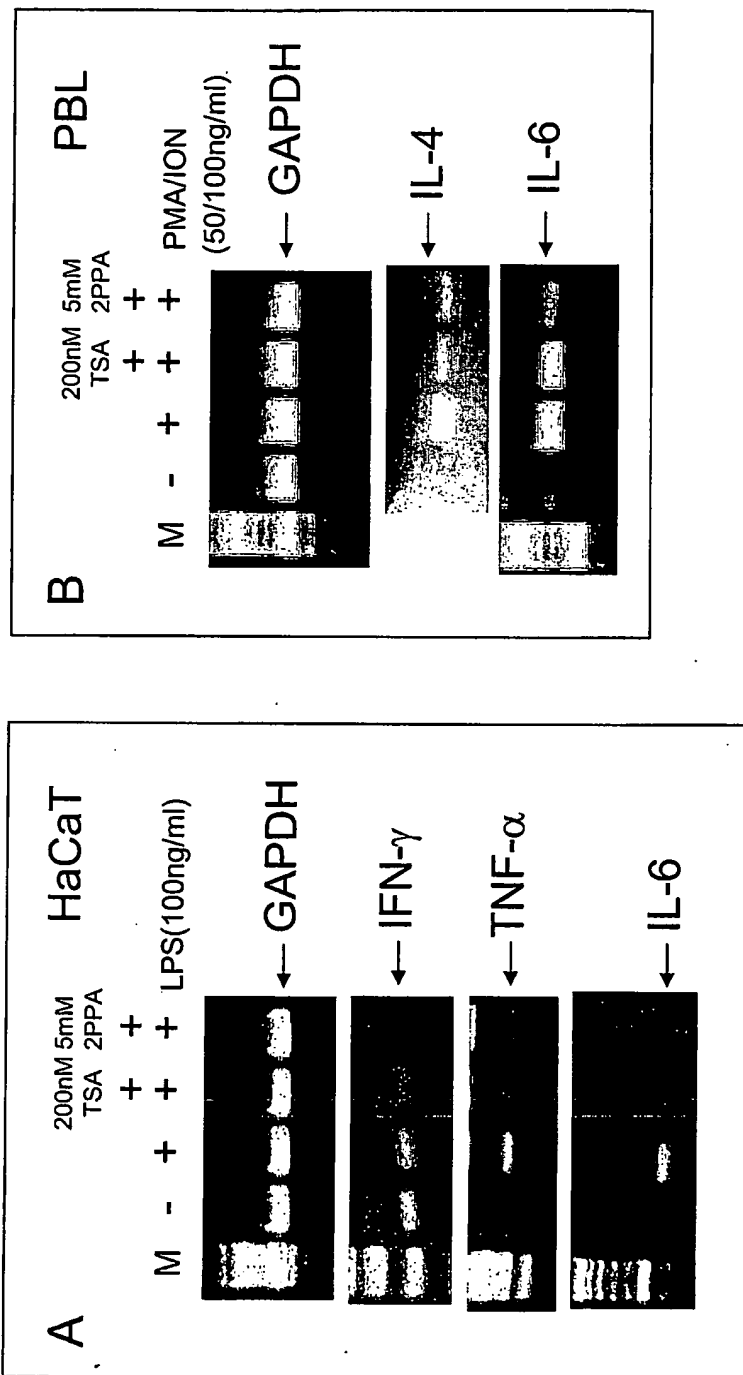 A
HaCaT
200nM 5mM
TSA 2PPA
+ +
M - + + + LPS(100ng/ml)
← GAPDH
← IFN-γ
← TNF-α
← IL-6
B
PBL
200nM 5mM
TSA 2PPA
+ +
M - + + + PMA/ION
(50/100ng/ml).
← GAPDH
← IL-4
← IL-6